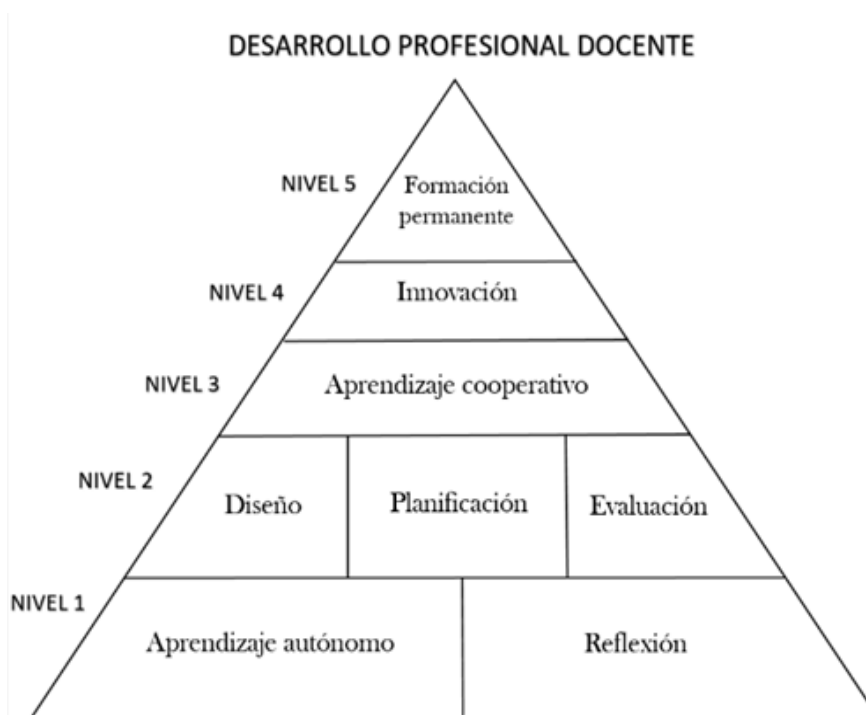 DESARROLLO PROFESIONAL DOCENTE
NIVEL 5
Formación
permanente
NIVEL 4
Innovación
NIVEL 3
Aprendizaje cooperativo
NIVEL 2
Diseño
Planificación
Evaluación
NIVEL 1
Aprendizaje autónomo
Reflexión